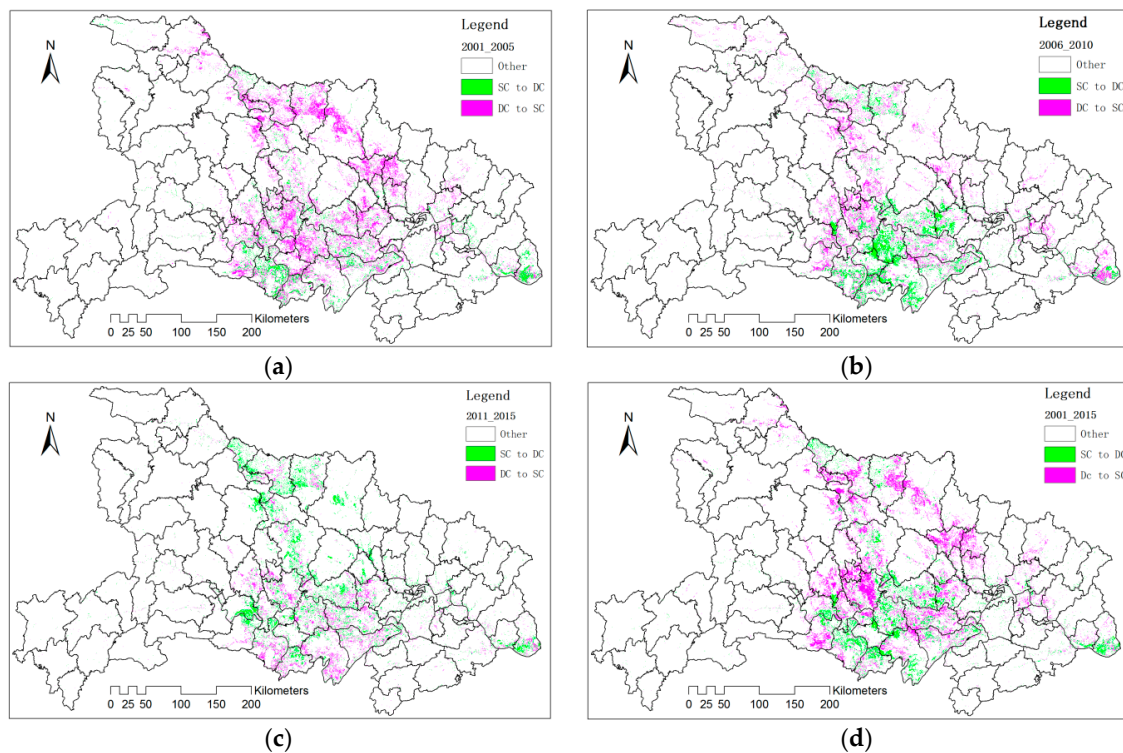 Legend
N
2001_2005
Other
SC to DC
DC to SC
Kilometers
0 25 50 100 150 200
(a)
Legend
N
2006_2010
Other
SC to DC
DC to SC
Kilometers
0 25 50 100 150 200
(b)
Legend
N
2011_2015
Other
SC to DC
DC to SC
Kilometers
0 25 50 100 150 200
(c)
Legend
N
2001_2015
Other
SC to DC
Dc to SC
Kilometers
0 25 50 100 150 200
(d)